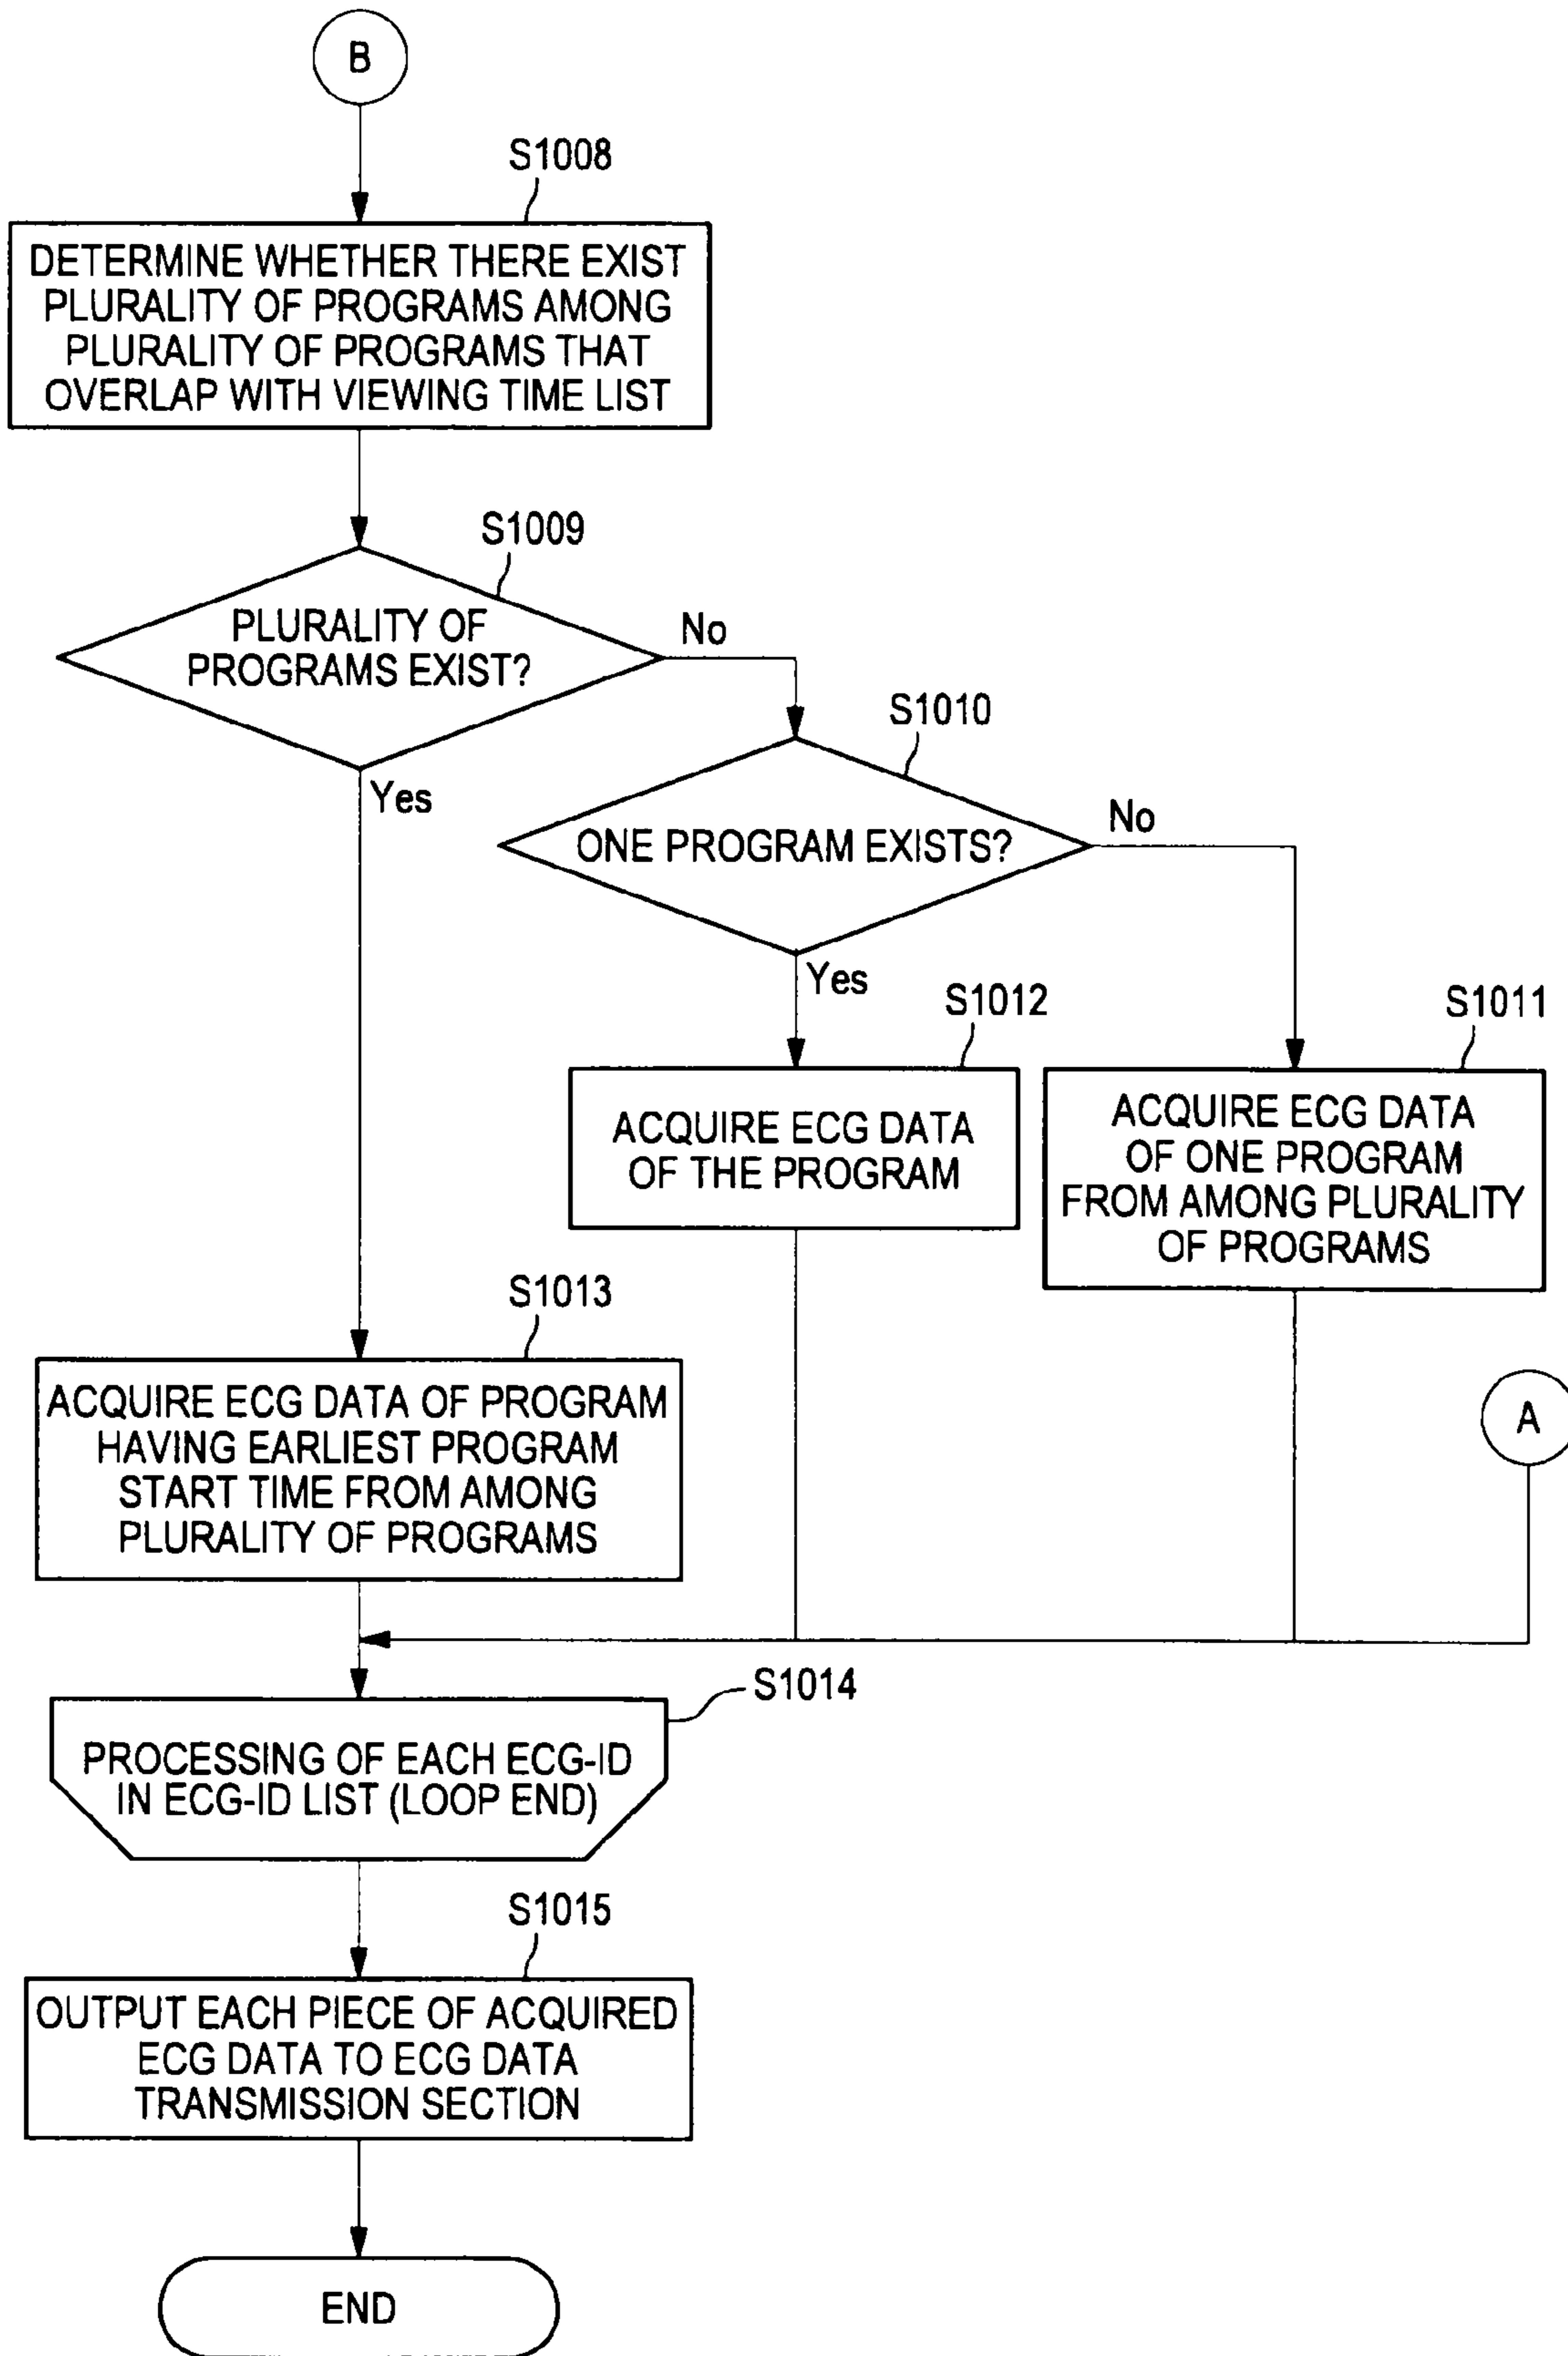 B
S1008
DETERMINE WHETHER THERE EXIST
PLURALITY OF PROGRAMS AMONG
PLURALITY OF PROGRAMS THAT
OVERLAP WITH VIEWING TIME LIST
S1009
PLURALITY OF
PROGRAMS EXIST?
No
Yes
S1010
ONE PROGRAM EXISTS?
No
Yes
S1012
ACQUIRE ECG DATA
OF THE PROGRAM
S1011
ACQUIRE ECG DATA
OF ONE PROGRAM
FROM AMONG PLURALITY
OF PROGRAMS
S1013
ACQUIRE ECG DATA OF PROGRAM
HAVING EARLIEST PROGRAM
START TIME FROM AMONG
PLURALITY OF PROGRAMS
A
S1014
PROCESSING OF EACH ECG-ID
IN ECG-ID LIST (LOOP END)
S1015
OUTPUT EACH PIECE OF ACQUIRED
ECG DATA TO ECG DATA
TRANSMISSION SECTION
END